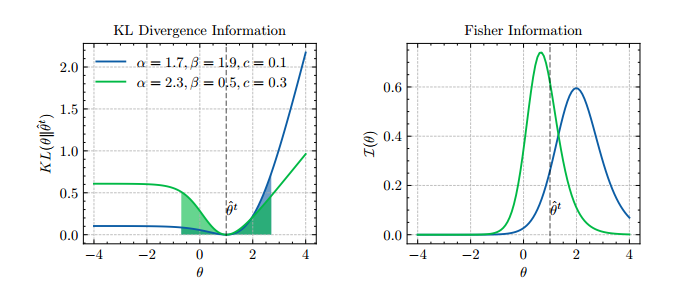 KL Divergence Information
KL(θ∥θ̂ᵗ)
2.0
1.5
1.0
0.5
0.0
α = 1.7, β = 1.9, c = 0.1
α = 2.3, β = 0.5, c = 0.3
θ̂ᵗ
−4 −2 0 2 4
θ
Fisher Information
ℐ(θ)
0.6
0.4
0.2
0.0
θ̂ᵗ
−4 −2 0 2 4
θ